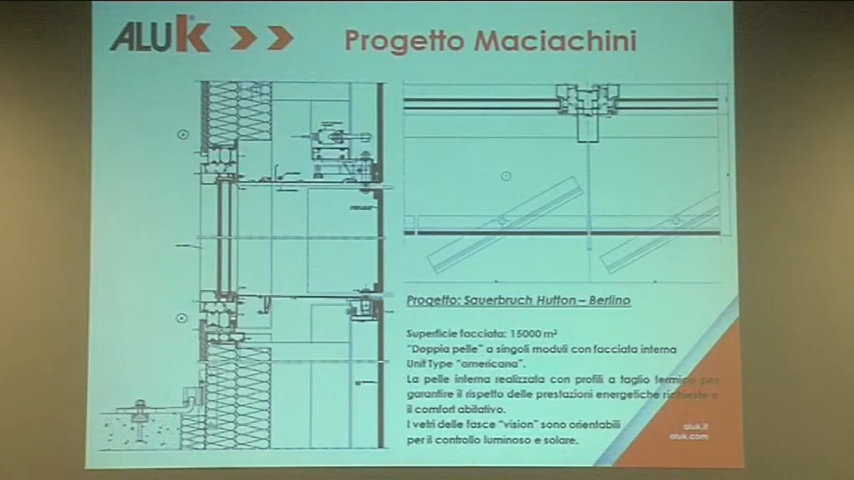 ALUK
Progetto Maciachini
Progetto: Sauerbruch Hutton – Berlino
Superficie facciata: 15000 m²
"Doppia pelle" a singoli moduli con facciata interna
Unit Type "americana".
La pelle interna realizzata con profili a taglio termico per
garantire il rispetto delle prestazioni energetiche richieste e
il comfort abitativo.
I vetri delle fasce "vision" sono orientabili
per il controllo luminoso e solare.
aluk.it
aluk.com